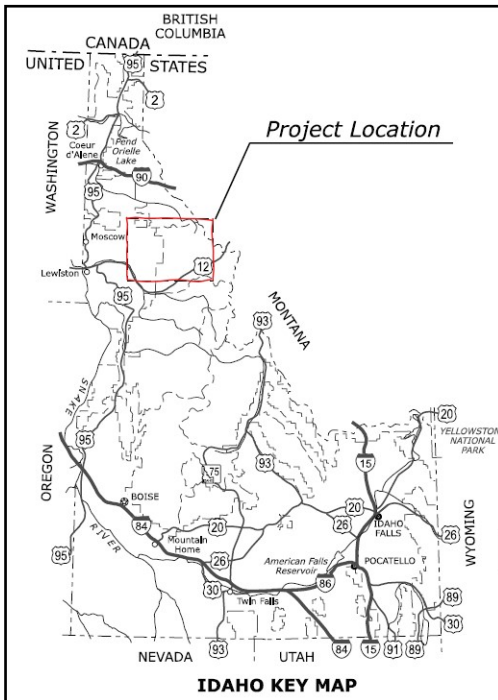 BRITISH
COLUMBIA
CANADA
UNITED
95
STATES
2
2
WASHINGTON
Coeur
d'Alene
Pend
Orielle
Lake
90
Project Location
95
Moscow
Lewiston
12
95
MONTANA
93
SNAKE
RIVER
95
OREGON
75
93
20
YELLOWSTONE
NATIONAL
PARK
15
BOISE
84
20
20
26
IDAHO
FALLS
26
WYOMING
Mountain
Home
26
American Falls
Reservoir
POCATELLO
86
95
30
Twin Falls
89
30
93
84
15
91
89
NEVADA
UTAH
IDAHO KEY MAP